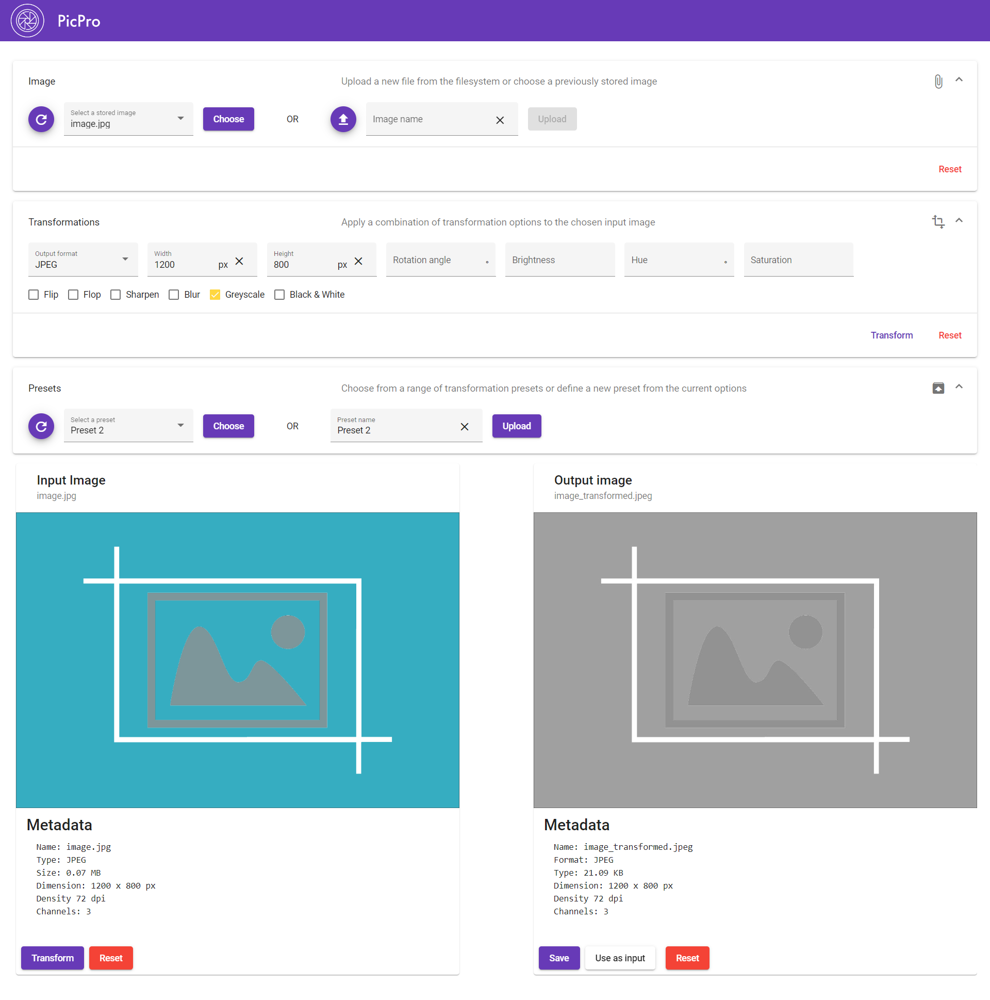 PicPro
Image
Upload a new file from the filesystem or choose a previously stored image
Select a stored image
image.jpg
Choose
OR
Image name
Upload
Reset
Transformations
Apply a combination of transformation options to the chosen input image
Output format
JPEG
Width
1200 px
Height
800 px
Rotation angle °
Brightness
Hue °
Saturation
Flip
Flop
Sharpen
Blur
Greyscale
Black & White
Transform
Reset
Presets
Choose from a range of transformation presets or define a new preset from the current options
Select a preset
Preset 2
Choose
OR
Preset name
Preset 2
Upload
Input Image
image.jpg
Metadata
Name: image.jpg
Type: JPEG
Size: 0.07 MB
Dimension: 1200 x 800 px
Density 72 dpi
Channels: 3
Transform
Reset
Output image
image_transformed.jpeg
Metadata
Name: image_transformed.jpeg
Format: JPEG
Type: 21.09 KB
Dimension: 1200 x 800 px
Density 72 dpi
Channels: 3
Save
Use as input
Reset